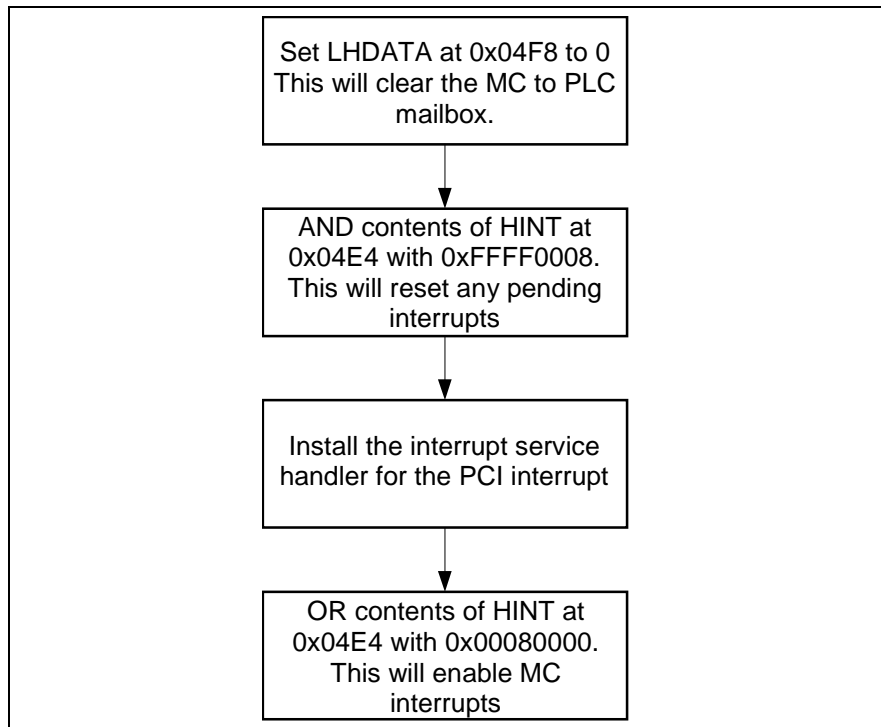 Set LHDATA at 0x04F8 to 0
This will clear the MC to PLC
mailbox.
AND contents of HINT at
0x04E4 with 0xFFFF0008.
This will reset any pending
interrupts
Install the interrupt service
handler for the PCI interrupt
OR contents of HINT at
0x04E4 with 0x00080000.
This will enable MC
interrupts